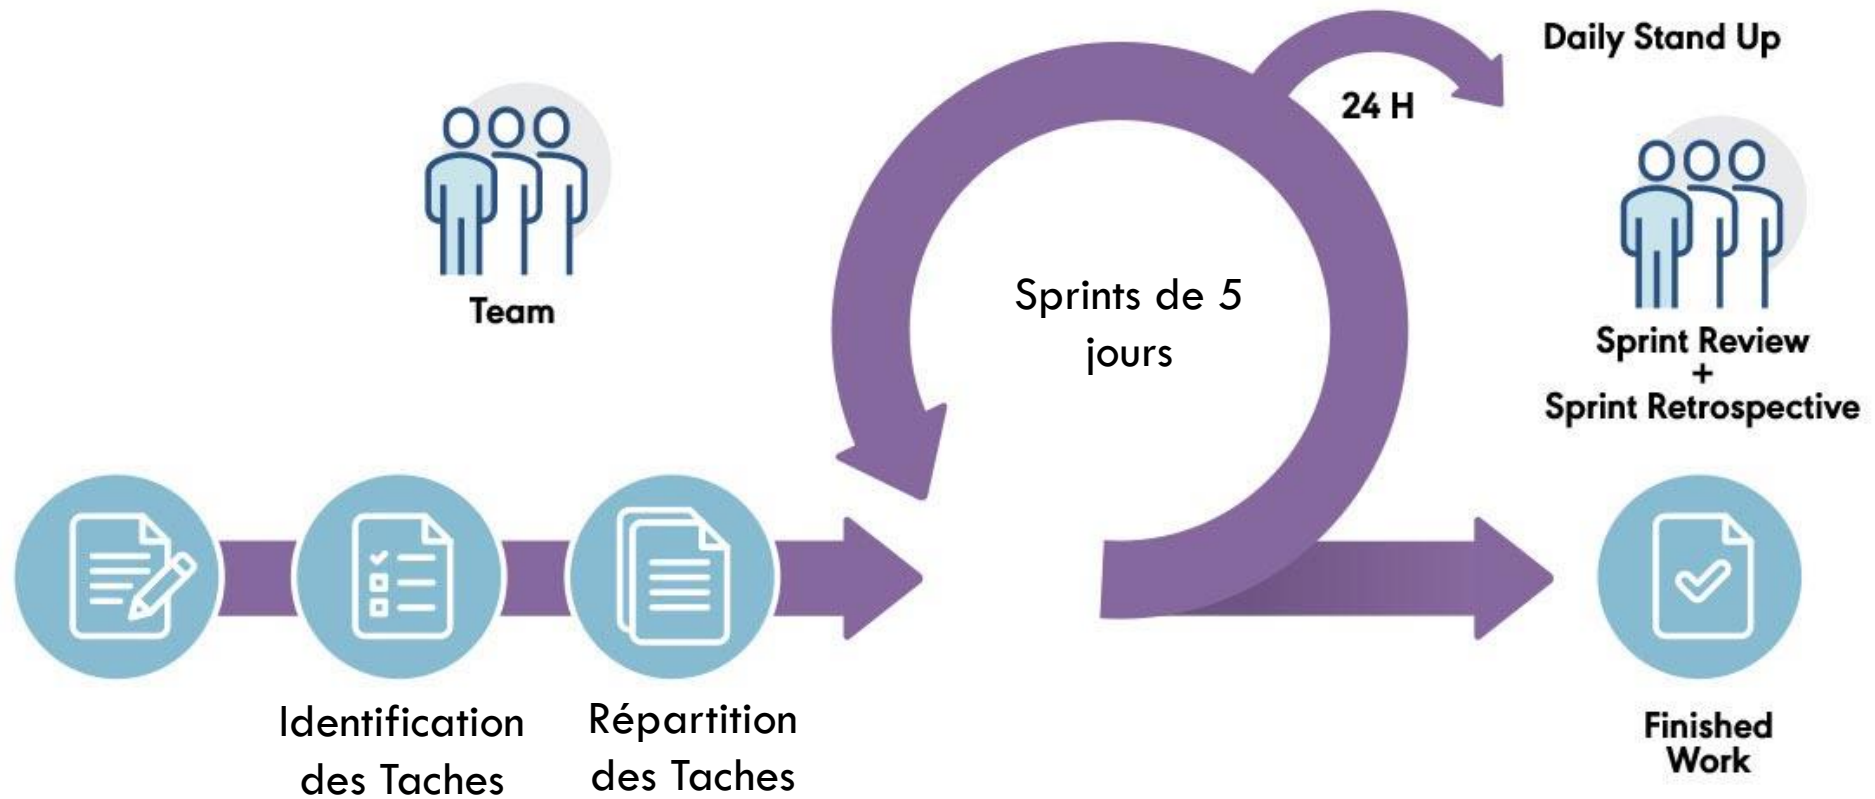 Daily Stand Up
24 H
Team
Sprints de 5
jours
Sprint Review
+
Sprint Retrospective
Identification
des Taches
Répartition
des Taches
Finished
Work